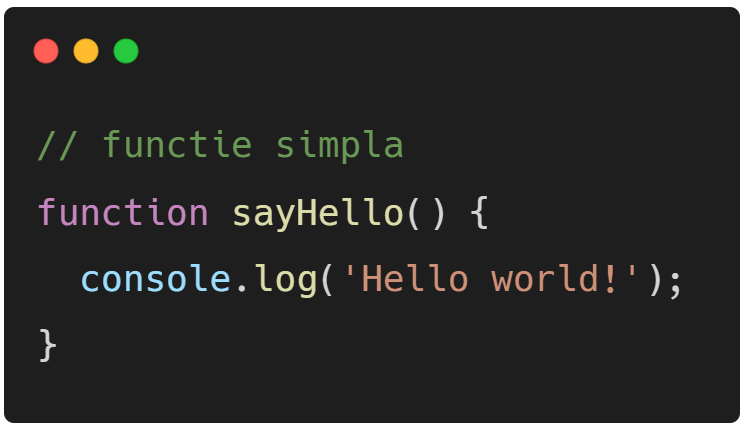 // functie simpla
function sayHello() {
  console.log('Hello world!');
}